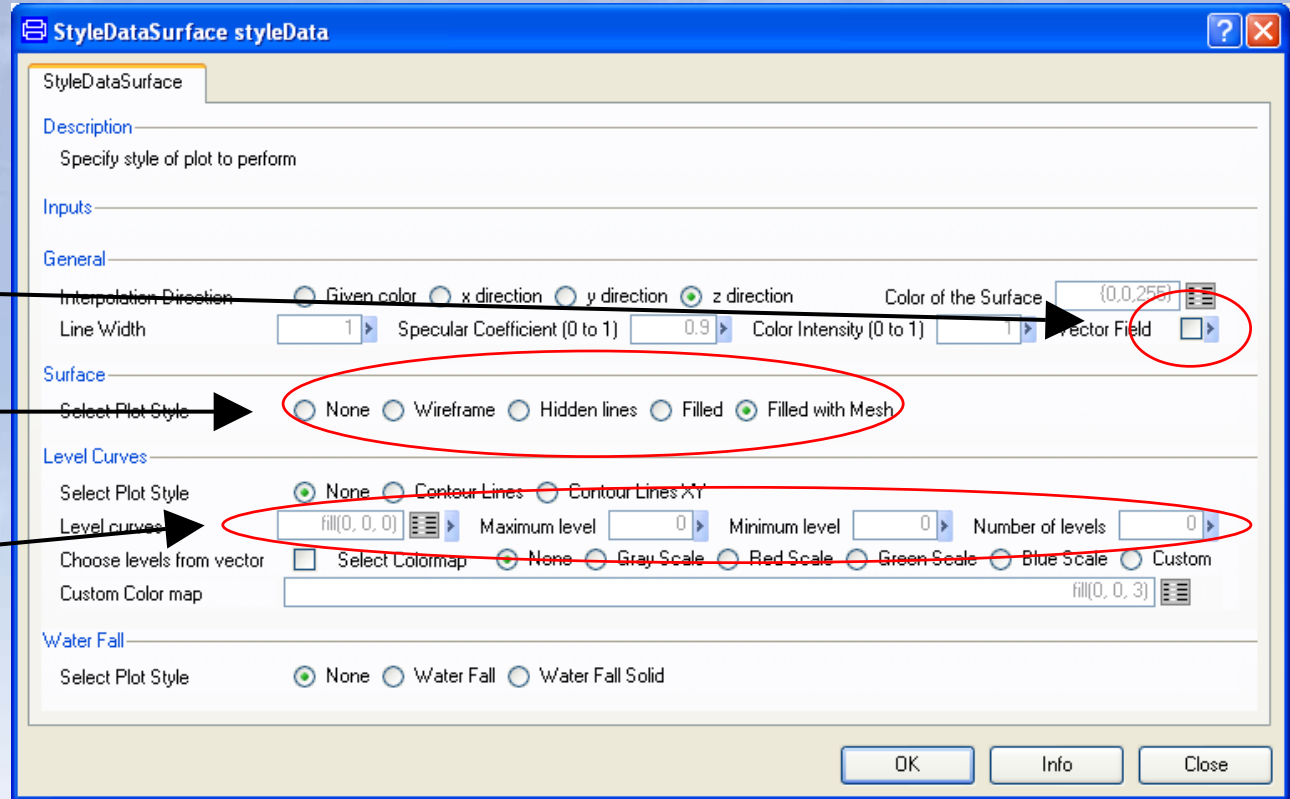 StyleDataSurface styleData
StyleDataSurface
Description
Specify style of plot to perform
Inputs
General
Interpolation Direction Given color x direction y direction z direction Color of the Surface {0,0,255}
Line Width 1 Specular Coefficient (0 to 1) 0.9 Color Intensity (0 to 1) 1 Vector Field
Surface
Select Plot Style None Wireframe Hidden lines Filled Filled with Mesh
Level Curves
Select Plot Style None Contour Lines Contour Lines XY
Level curves fill(0, 0, 0) Maximum level 0 Minimum level 0 Number of levels 0
Choose levels from vector Select Colormap None Gray Scale Red Scale Green Scale Blue Scale Custom
Custom Color map fill(0, 0, 3)
Water Fall
Select Plot Style None Water Fall Water Fall Solid
OK Info Close